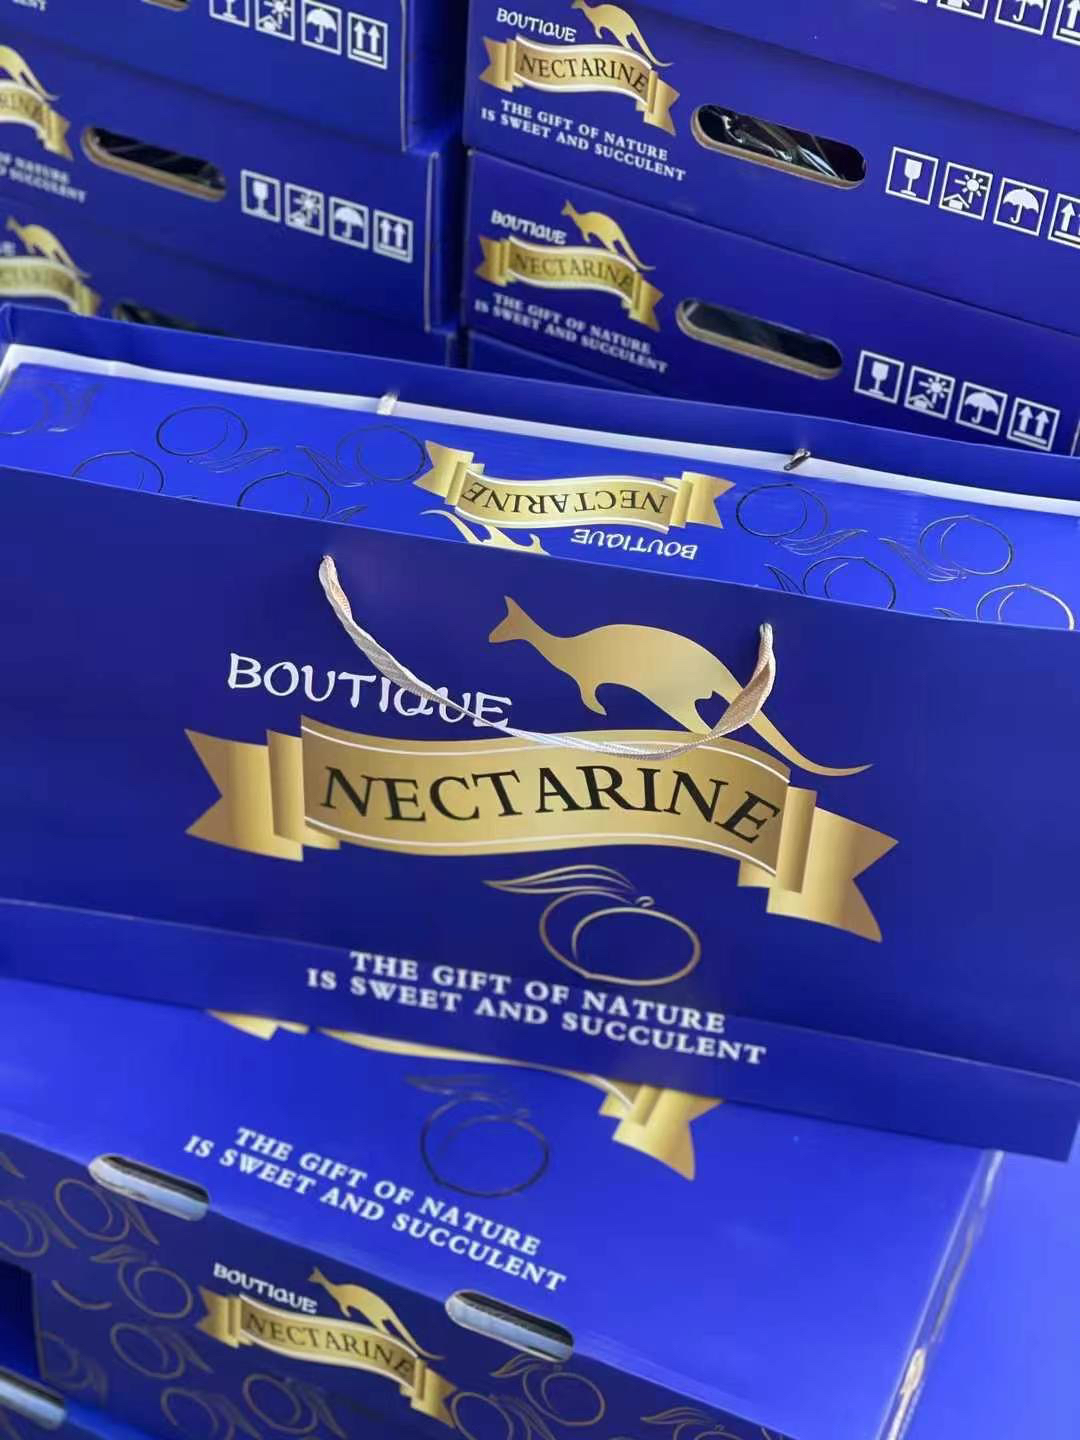 BOUTIQUE
NECTARINE
THE GIFT OF NATURE
IS SWEET AND SUCCULENT
BOUTIQUE
NECTARINE
THE GIFT OF NATURE
IS SWEET AND SUCCULENT
NECTARINE
BOUTIQUE
BOUTIQUE
NECTARINE
THE GIFT OF NATURE
IS SWEET AND SUCCULENT
THE GIFT OF NATURE
IS SWEET AND SUCCULENT
BOUTIQUE
NECTARINE